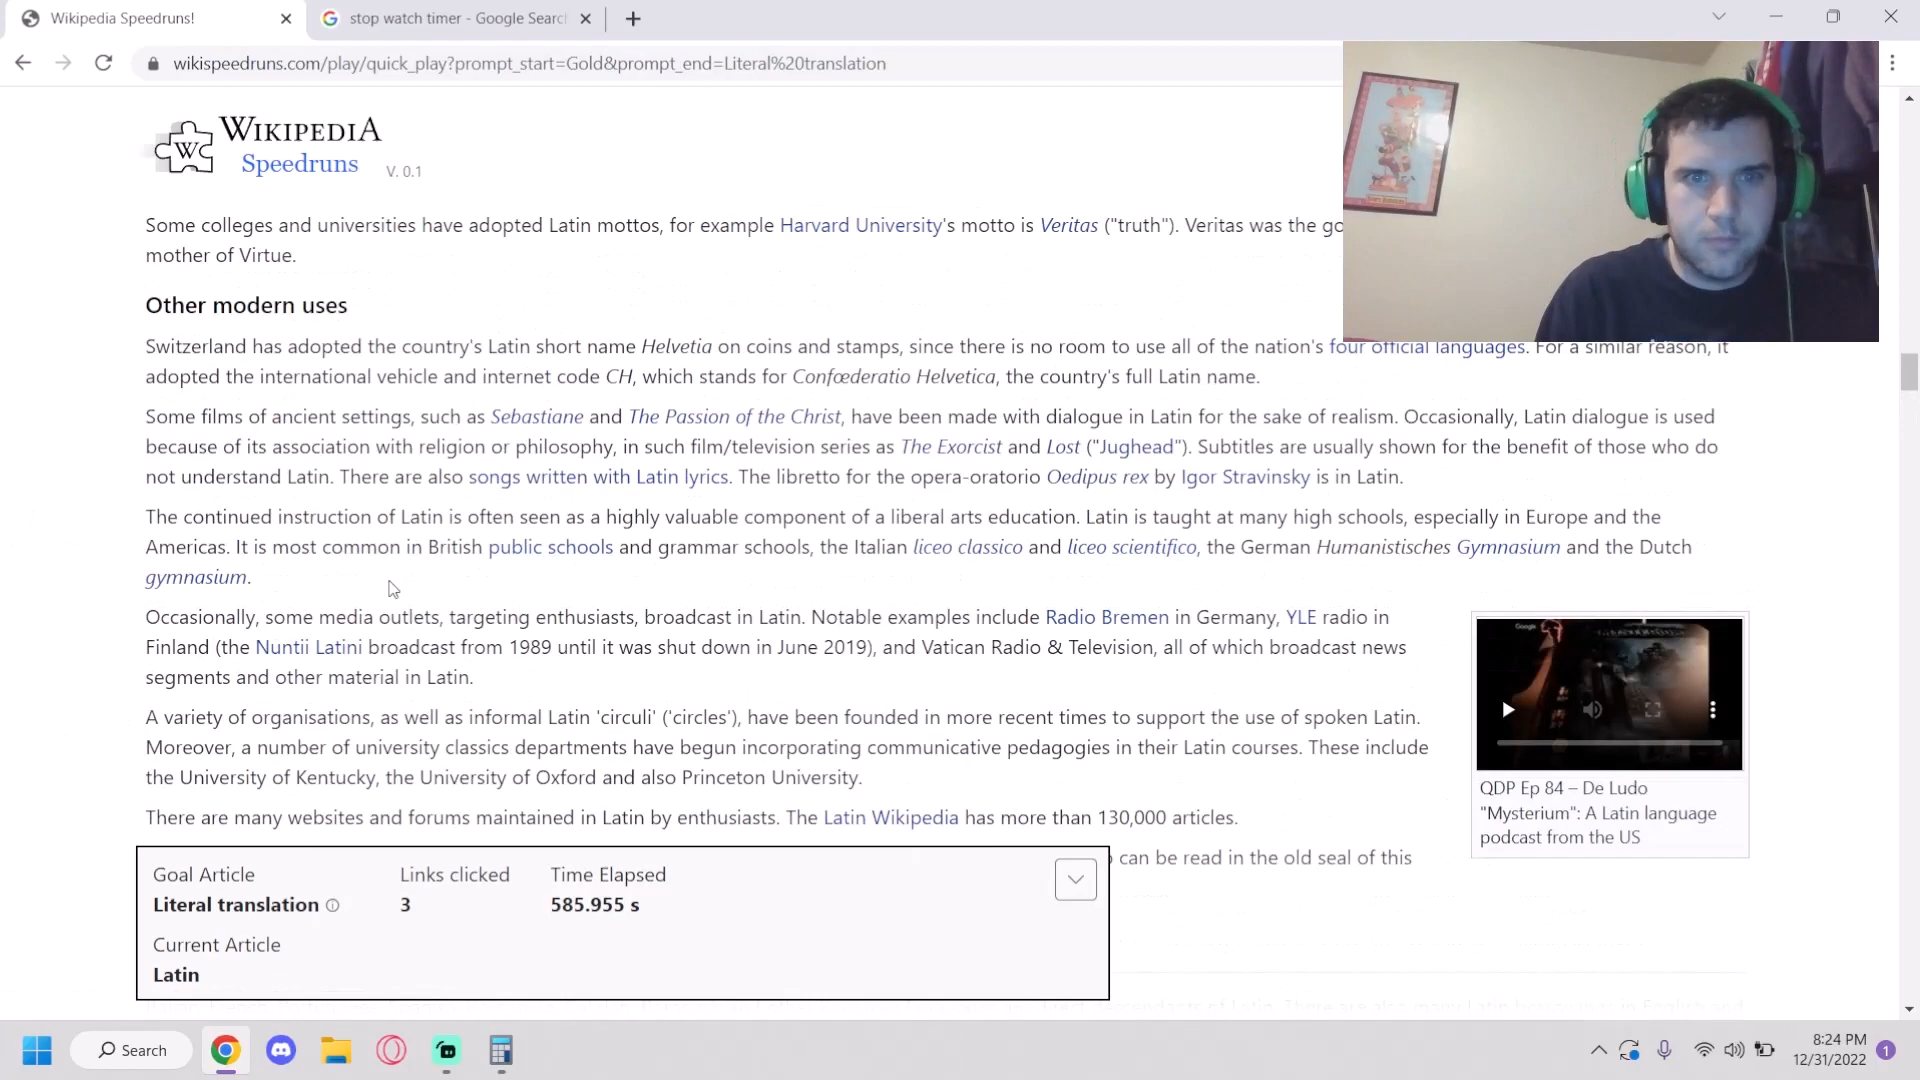 Wikipedia Speedruns!
stop watch timer - Google Searc
wikispeedruns.com/play/quick_play?prompt_start=Gold&prompt_end=Literal%20translation
WIKIPEDIA
Speedruns V. 0.1
Some colleges and universities have adopted Latin mottos, for example Harvard University's motto is Veritas ("truth"). Veritas was the go
mother of Virtue.
Other modern uses
Switzerland has adopted the country's Latin short name Helvetia on coins and stamps, since there is no room to use all of the nation's four official languages. For a similar reason, it
adopted the international vehicle and internet code CH, which stands for Confœderatio Helvetica, the country's full Latin name.
Some films of ancient settings, such as Sebastiane and The Passion of the Christ, have been made with dialogue in Latin for the sake of realism. Occasionally, Latin dialogue is used
because of its association with religion or philosophy, in such film/television series as The Exorcist and Lost ("Jughead"). Subtitles are usually shown for the benefit of those who do
not understand Latin. There are also songs written with Latin lyrics. The libretto for the opera-oratorio Oedipus rex by Igor Stravinsky is in Latin.
The continued instruction of Latin is often seen as a highly valuable component of a liberal arts education. Latin is taught at many high schools, especially in Europe and the
Americas. It is most common in British public schools and grammar schools, the Italian liceo classico and liceo scientifico, the German Humanistisches Gymnasium and the Dutch
gymnasium.
Occasionally, some media outlets, targeting enthusiasts, broadcast in Latin. Notable examples include Radio Bremen in Germany, YLE radio in
Finland (the Nuntii Latini broadcast from 1989 until it was shut down in June 2019), and Vatican Radio & Television, all of which broadcast news
segments and other material in Latin.
A variety of organisations, as well as informal Latin 'circuli' ('circles'), have been founded in more recent times to support the use of spoken Latin.
Moreover, a number of university classics departments have begun incorporating communicative pedagogies in their Latin courses. These include
the University of Kentucky, the University of Oxford and also Princeton University.
There are many websites and forums maintained in Latin by enthusiasts. The Latin Wikipedia has more than 130,000 articles.
can be read in the old seal of this
QDP Ep 84 – De Ludo
"Mysterium": A Latin language
podcast from the US
Goal Article Links clicked Time Elapsed
Literal translation 3 585.955 s
Current Article
Latin
Search
8:24 PM
12/31/2022
1